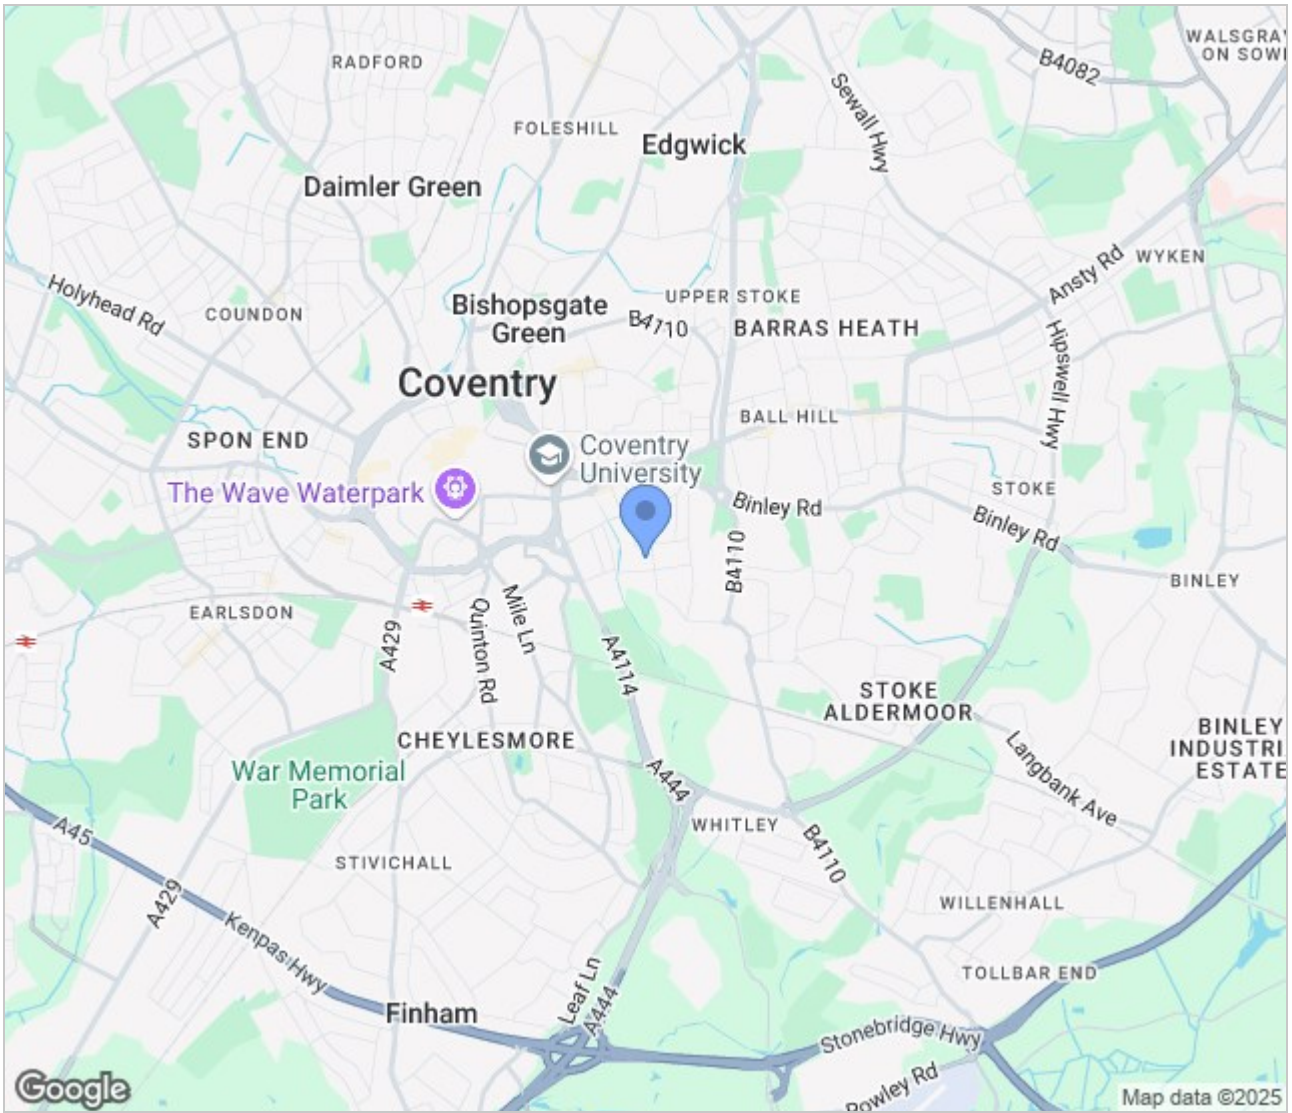 RADFORD
FOLESHILL
Edgwick
Sewall Hwy
B4082
WALSGRA
ON SOW
Daimler Green
Holyhead Rd
COUNDON
Bishopsgate
Green
UPPER STOKE
B4110
BARRAS HEATH
Ansty Rd
WYKEN
Hipswell Hwy
Coventry
BALL HILL
SPON END
Coventry
University
The Wave Waterpark
Binley Rd
STOKE
Binley Rd
B4110
BINLEY
EARLSDON
A429
Quinton Rd
Mile Ln
A4114
STOKE
ALDERMOOR
CHEYLESMORE
War Memorial
Park
A444
Langbank Ave
BINLEY
INDUSTRI
ESTATE
A45
WHITLEY
B4110
STIVICHALL
A429
Kenpas Hwy
WILLENHALL
TOLLBAR END
Finham
Leaf Ln
A444
Stonebridge Hwy
Rowley Rd
Google
Map data ©2025